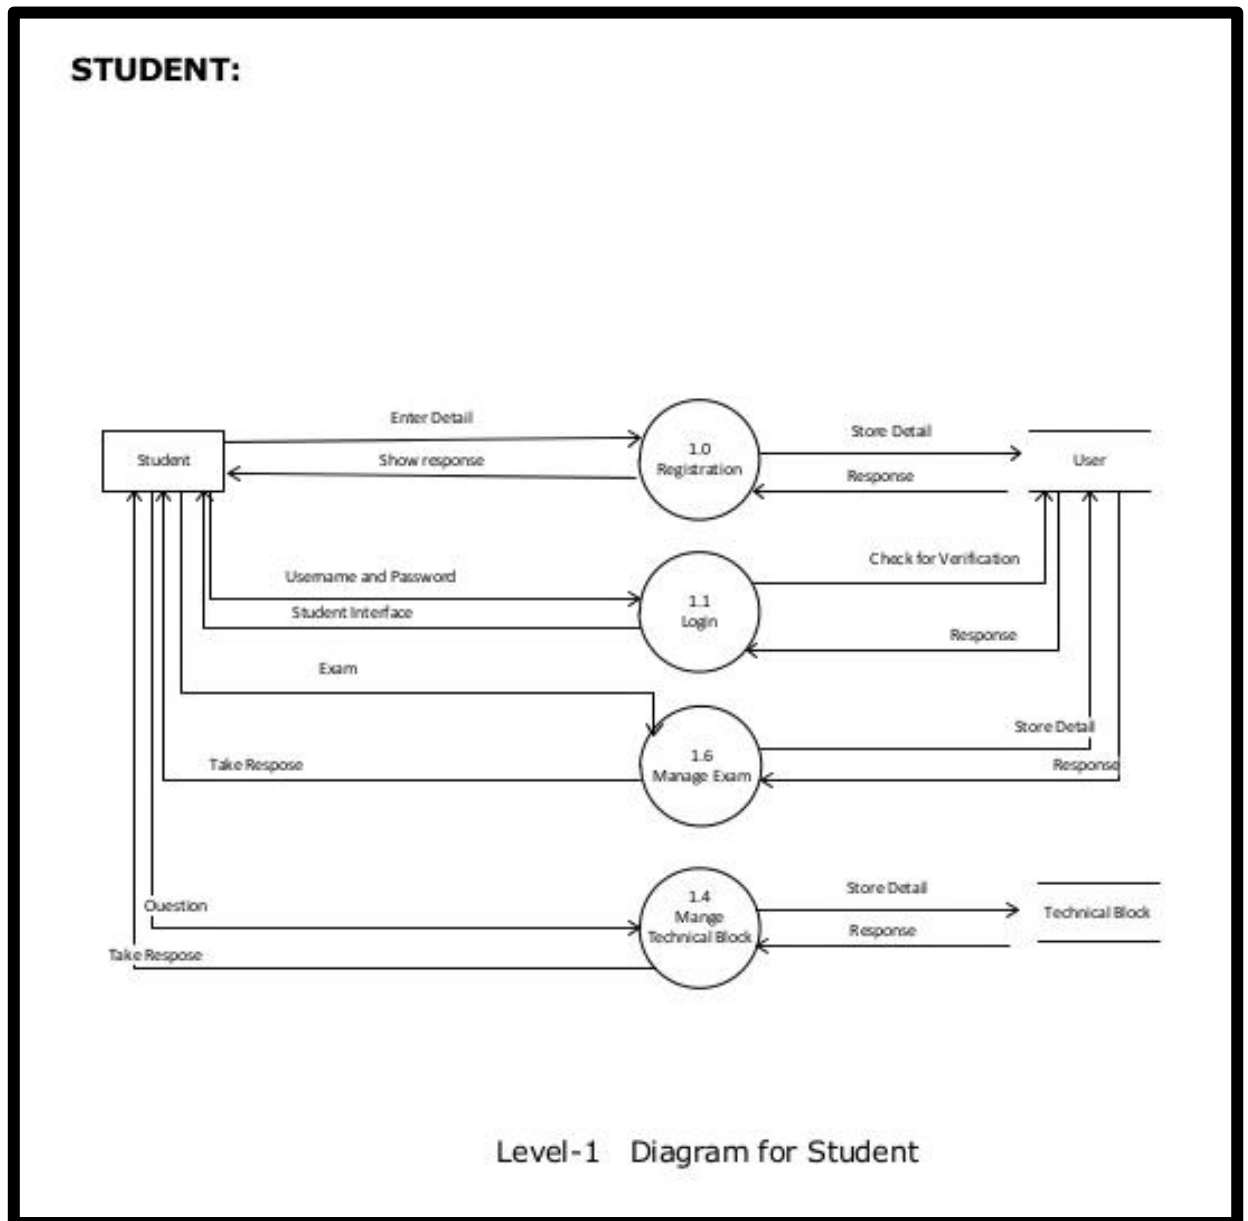 STUDENT:
Enter Detail
Student
Show response
1.0
Registration
Store Detail
Response
User
Username and Password
Student Interface
1.1
Login
Check for Verification
Response
Exam
Take Respose
1.6
Manage Exam
Store Detail
Response
Question
Take Respose
1.4
Mange
Technical Block
Store Detail
Response
Technical Block
Level-1 Diagram for Student